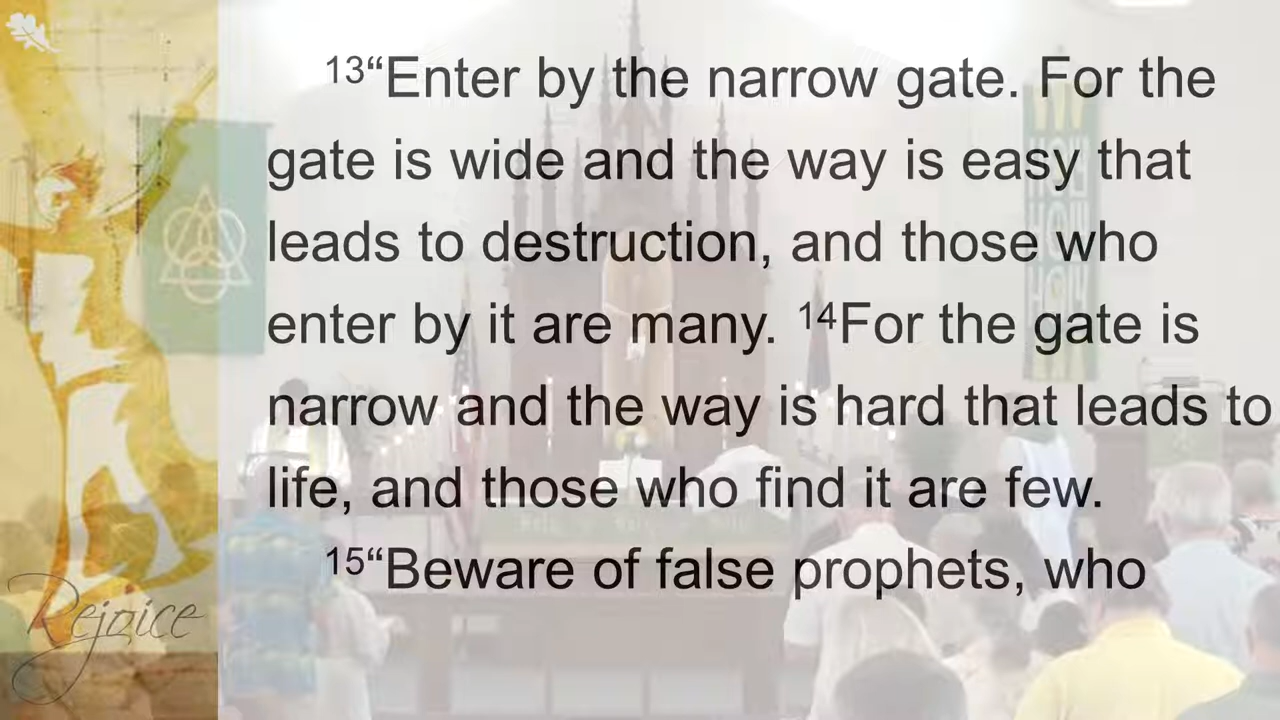 13“Enter by the narrow gate. For the
gate is wide and the way is easy that
leads to destruction, and those who
enter by it are many. 14For the gate is
narrow and the way is hard that leads to
life, and those who find it are few.
15“Beware of false prophets, who
Rejoice